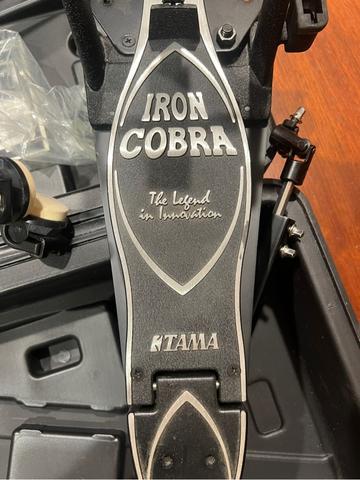 IRON
COBRA
The Legend
in Innovation
TAMA